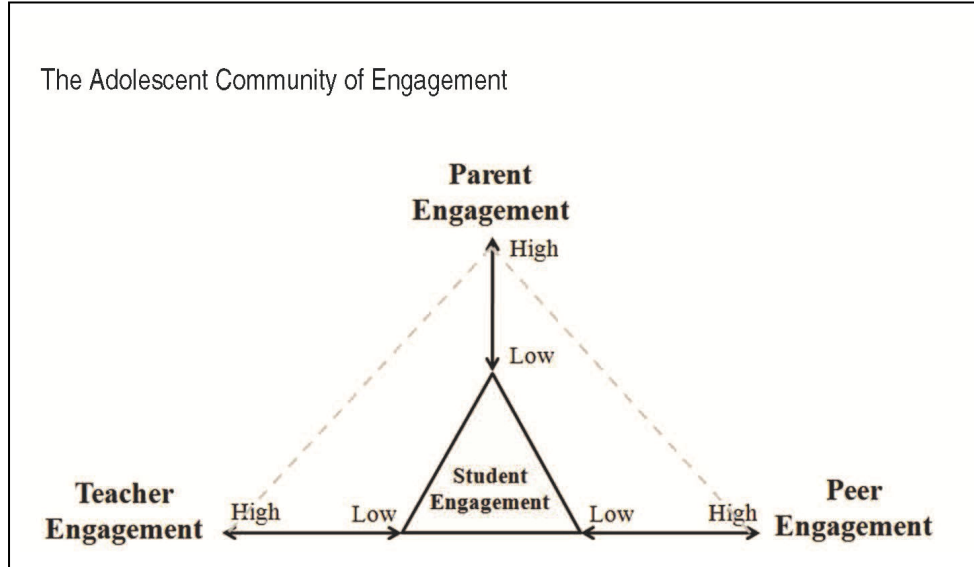 The Adolescent Community of Engagement
Parent
Engagement
High
Low
Student
Engagement
Teacher
Engagement
High
Low
Low
High
Peer
Engagement